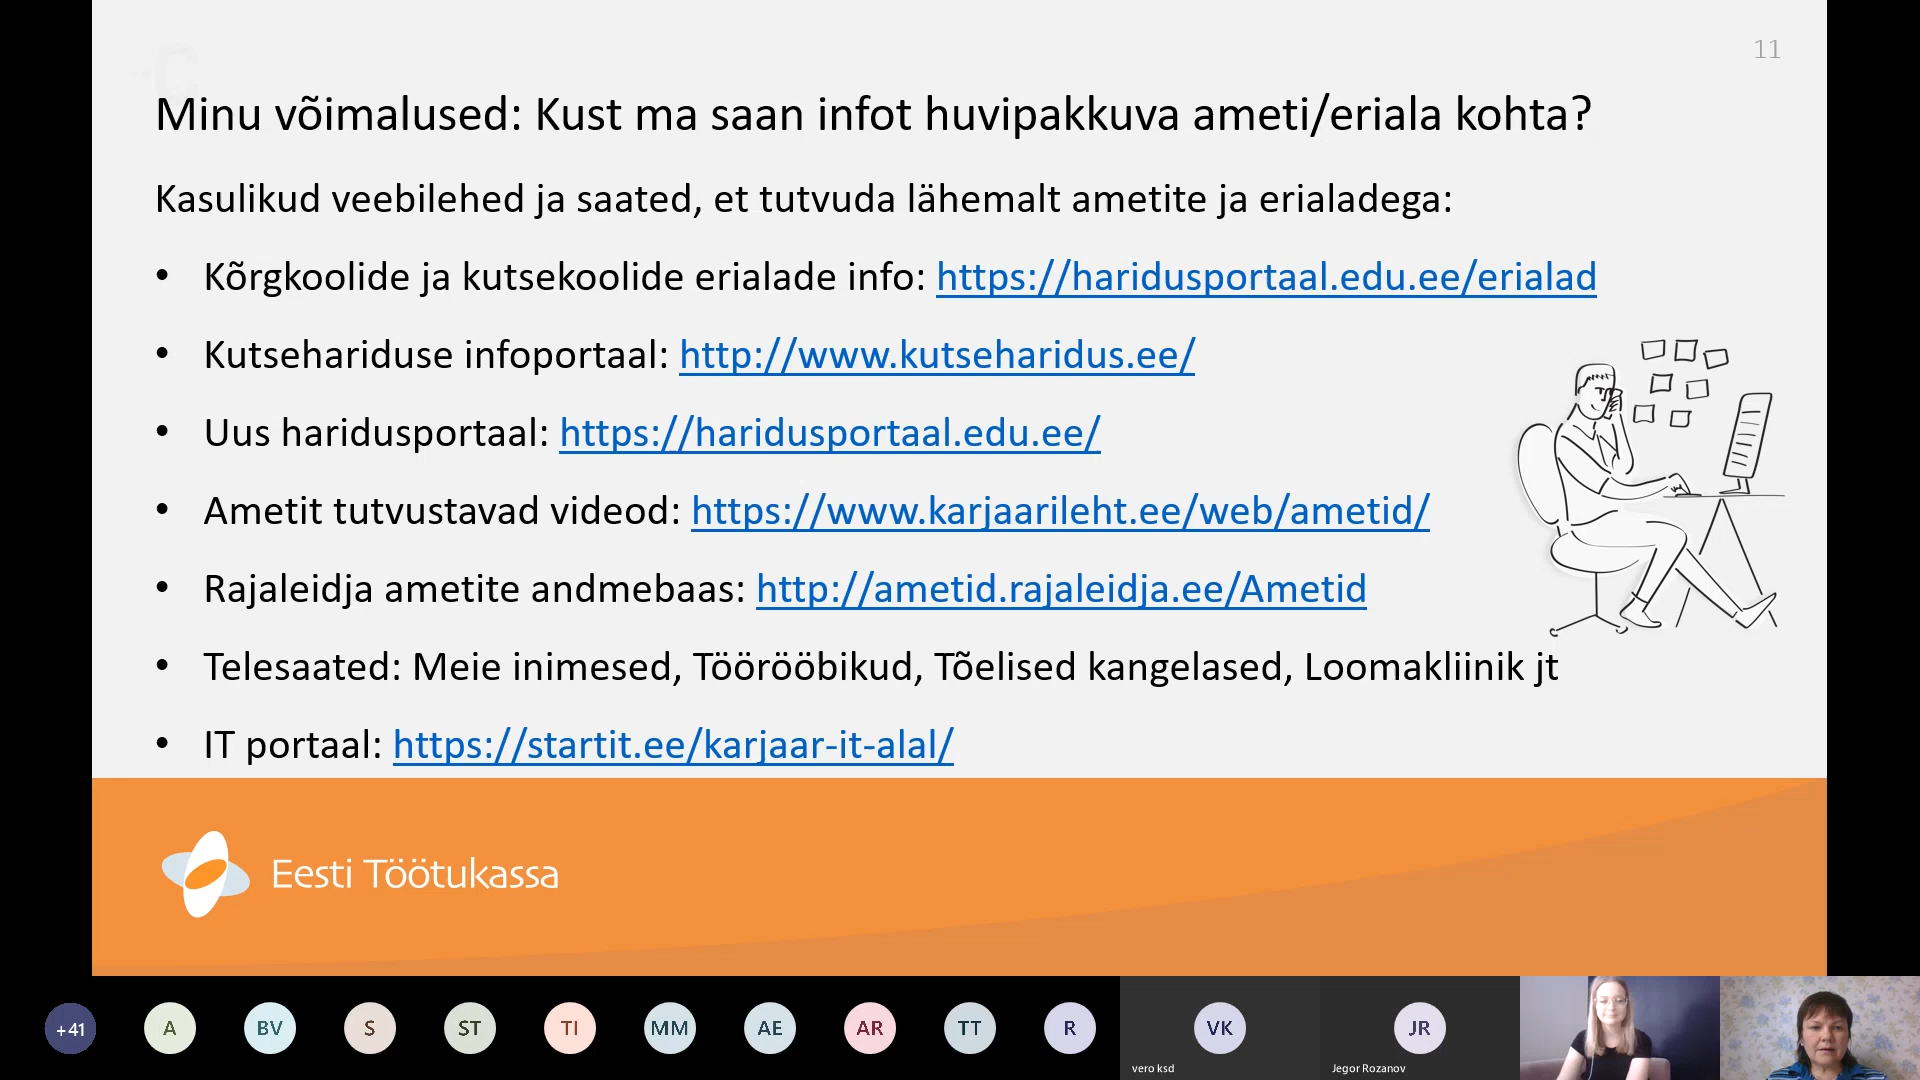 11
Minu võimalused: Kust ma saan infot huvipakkuva ameti/eriala kohta?
Kasulikud veebilehed ja saated, et tutvuda lähemalt ametite ja erialadega:
• Kõrgkoolide ja kutsekoolide erialade info: https://haridusportaal.edu.ee/erialad
• Kutsehariduse infoportaal: http://www.kutseharidus.ee/
• Uus haridusportaal: https://haridusportaal.edu.ee/
• Ametit tutvustavad videod: https://www.karjaarileht.ee/web/ametid/
• Rajaleidja ametite andmebaas: http://ametid.rajaleidja.ee/Ametid
• Telesaated: Meie inimesed, Töörööbikud, Tõelised kangelased, Loomakliinik jt
• IT portaal: https://startit.ee/karjaar-it-alal/
Eesti Töötukassa
+41 A BV S ST TI MM AE AR TT R VK JR
vero ksd Jegor Rozanov